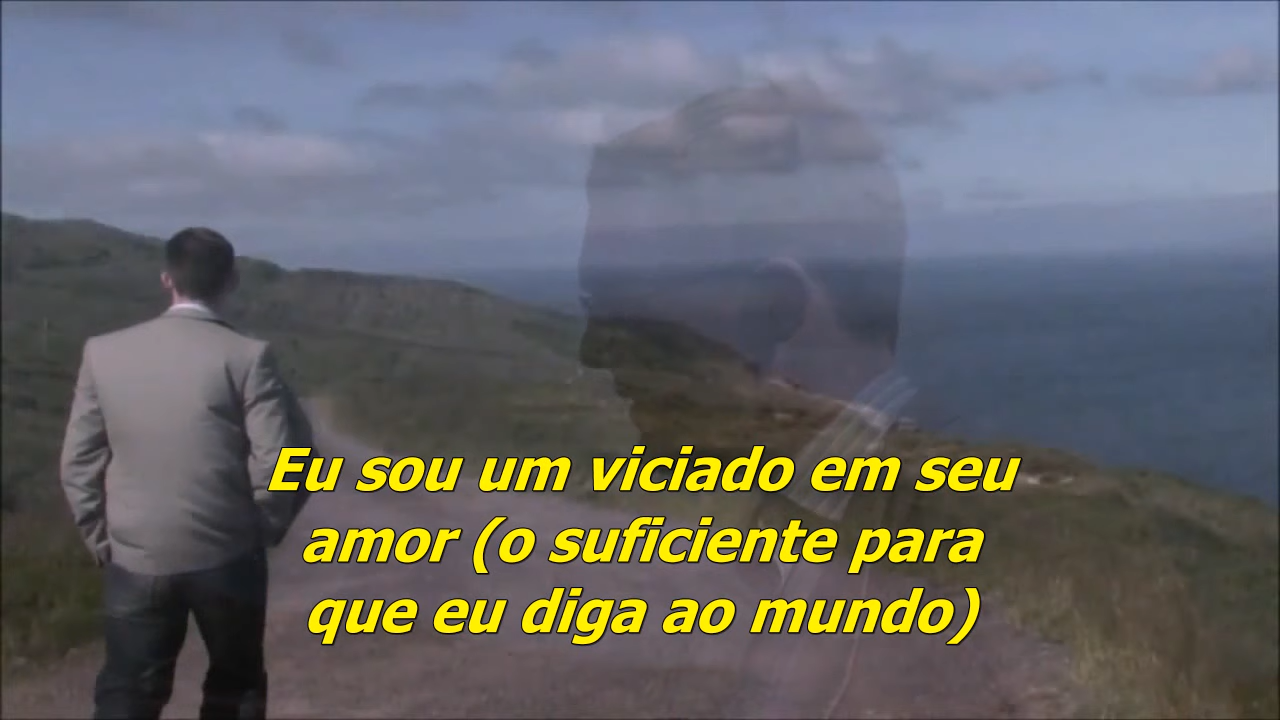 Eu sou um viciado em seu
amor (o suficiente para
que eu diga ao mundo)